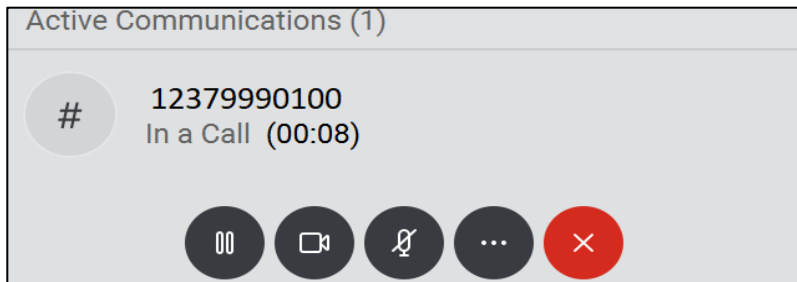 Active Communications (1)
#
12379990100
In a Call (00:08)